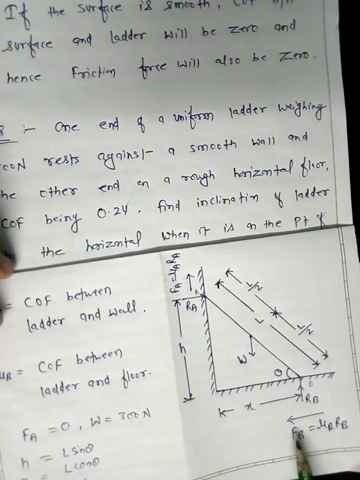 If the surface is smooth, COF
surface and ladder will be zero and
hence Friction force will also be Zero.
:- One end of a uniform ladder weighing
rests against a smooth wall and
other end on a rough horizontal floor,
COF being 0.24. find inclination of ladder
the horizontal when it is on the Pt of
= COF between
ladder and wall.
= COF between
ladder and floor.
FA = 0, W = 300N
h = Lsinθ
= Lcosθ
FA = μA RA
RA
h
L/2
L
L/2
W
θ
x
RB
FB = μB RB